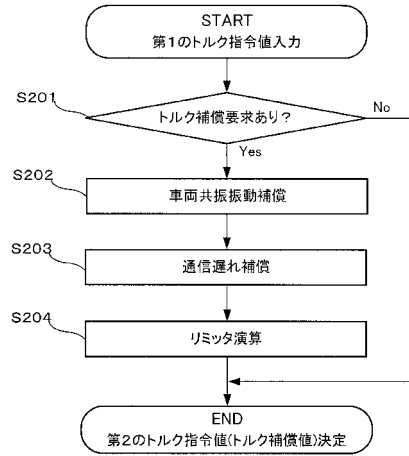 START
第1のトルク指令値入力
S201
トルク補償要求あり?
No
Yes
S202
車両共振振動補償
S203
通信遅れ補償
S204
リミッタ演算
END
第2のトルク指令値(トルク補償値)決定